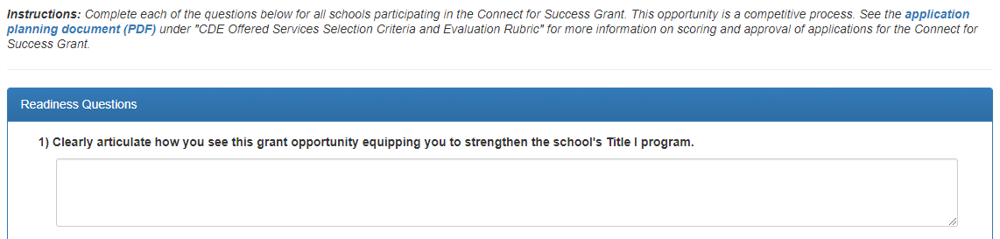 Instructions: Complete each of the questions below for all schools participating in the Connect for Success Grant. This opportunity is a competitive process. See the application
planning document (PDF) under "CDE Offered Services Selection Criteria and Evaluation Rubric" for more information on scoring and approval of applications for the Connect for
Success Grant.
Readiness Questions
1) Clearly articulate how you see this grant opportunity equipping you to strengthen the school's Title I program.